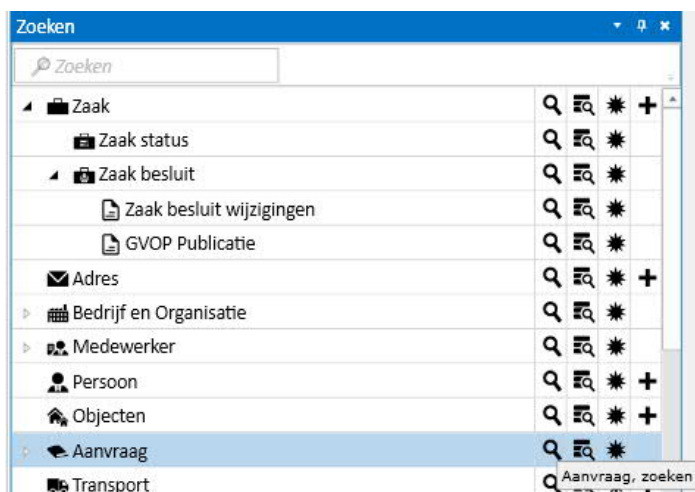 Zoeken
Zoeken
Zaak
Zaak status
Zaak besluit
Zaak besluit wijzigingen
GVOP Publicatie
Adres
Bedrijf en Organisatie
Medewerker
Persoon
Objecten
Aanvraag
Aanvraag, zoeken
Transport